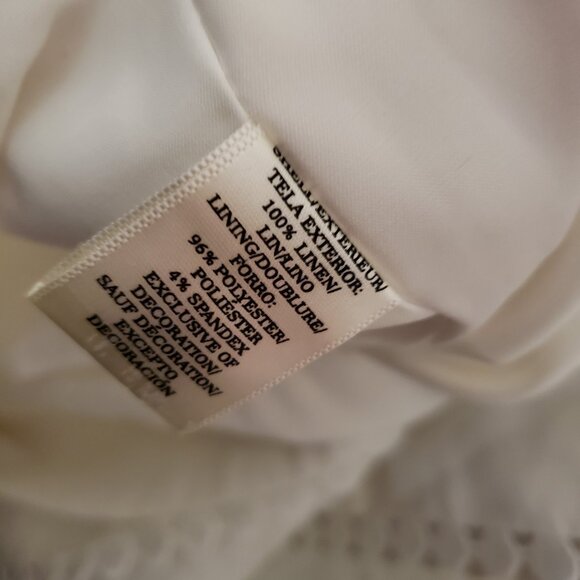 SHELL/EXTÉRIEUR/
TELA EXTERIOR:
100% LINEN/
LIN/LINO
LINING/DOUBLURE/
FORRO:
96% POLYESTER/
POLIÉSTER
4% SPANDEX
EXCLUSIVE OF
DECORATION/
SAUF DÉCORATION/
EXCEPTO
DECORACIÓN